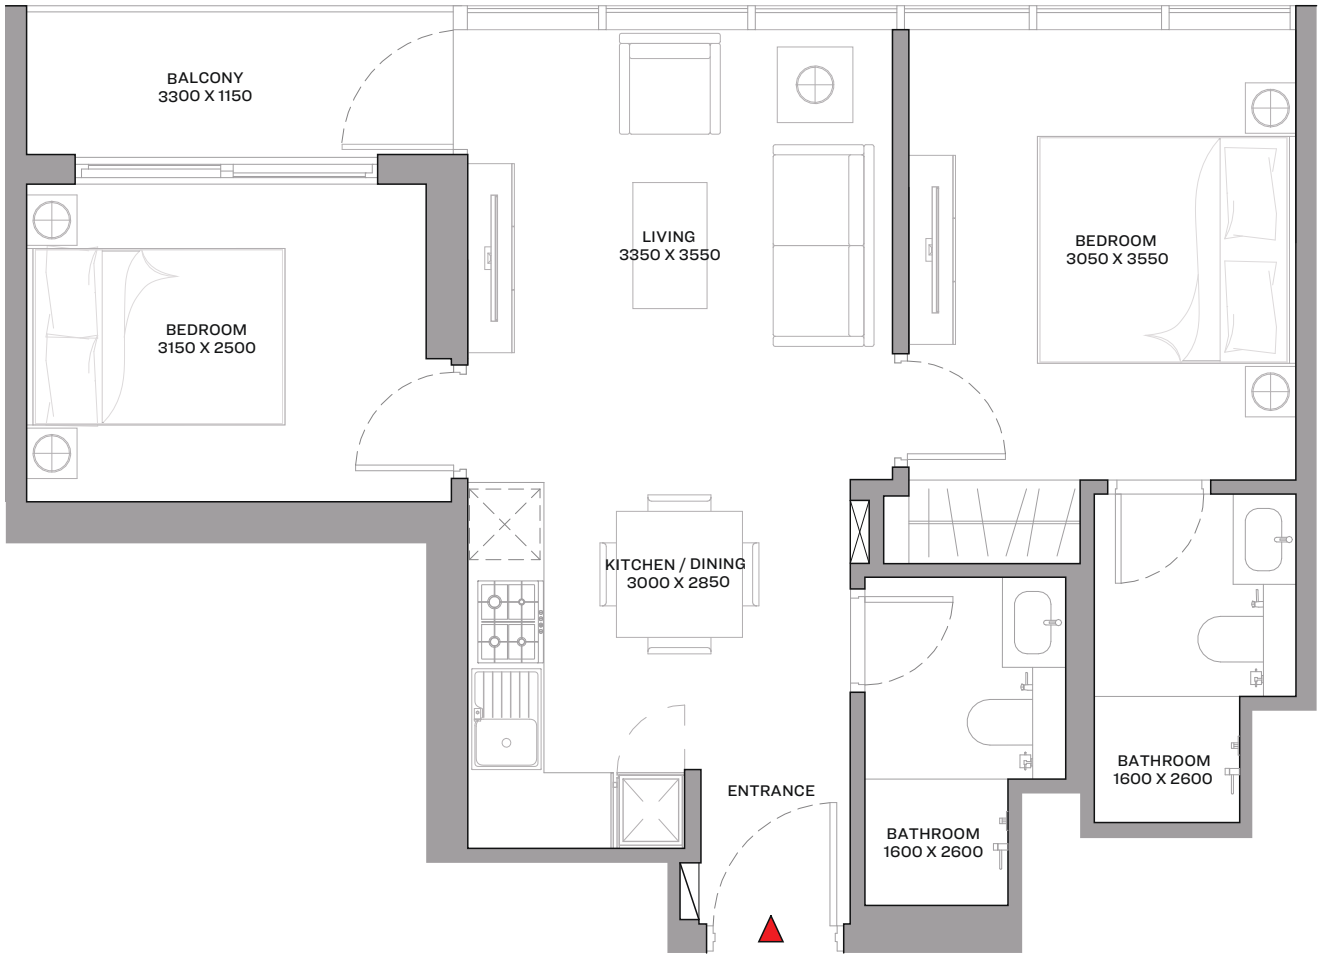 BALCONY
3300 X 1150
LIVING
3350 X 3550
BEDROOM
3050 X 3550
BEDROOM
3150 X 2500
KITCHEN / DINING
3000 X 2850
ENTRANCE
BATHROOM
1600 X 2600
BATHROOM
1600 X 2600